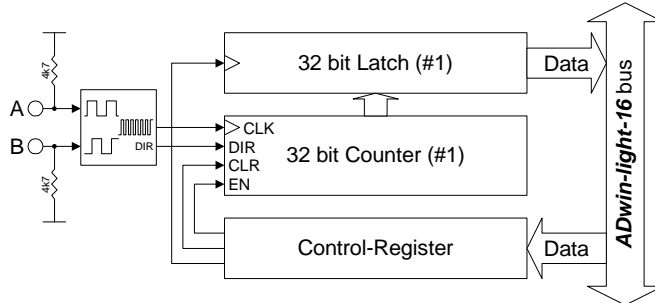 4k7
A
B
4k7
DIR
32 bit Latch (#1)
Data
CLK
DIR
CLR
EN
32 bit Counter (#1)
Control-Register
Data
ADwin-light-16 bus